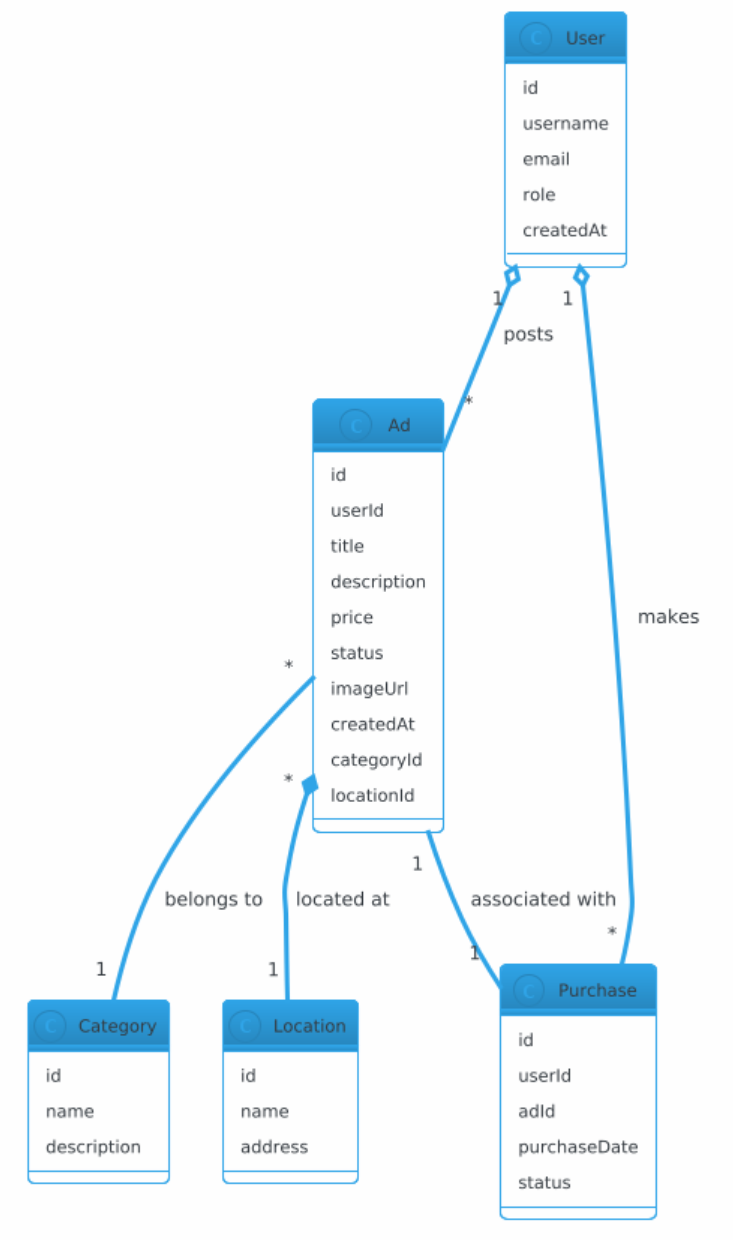 C User
id
username
email
role
createdAt
1
1
posts
*
C Ad
id
userId
title
description
price
status
imageUrl
createdAt
categoryId
locationId
makes
*
*
1
belongs to
located at
associated with
*
1
1
1
C Category
id
name
description
C Location
id
name
address
C Purchase
id
userId
adId
purchaseDate
status